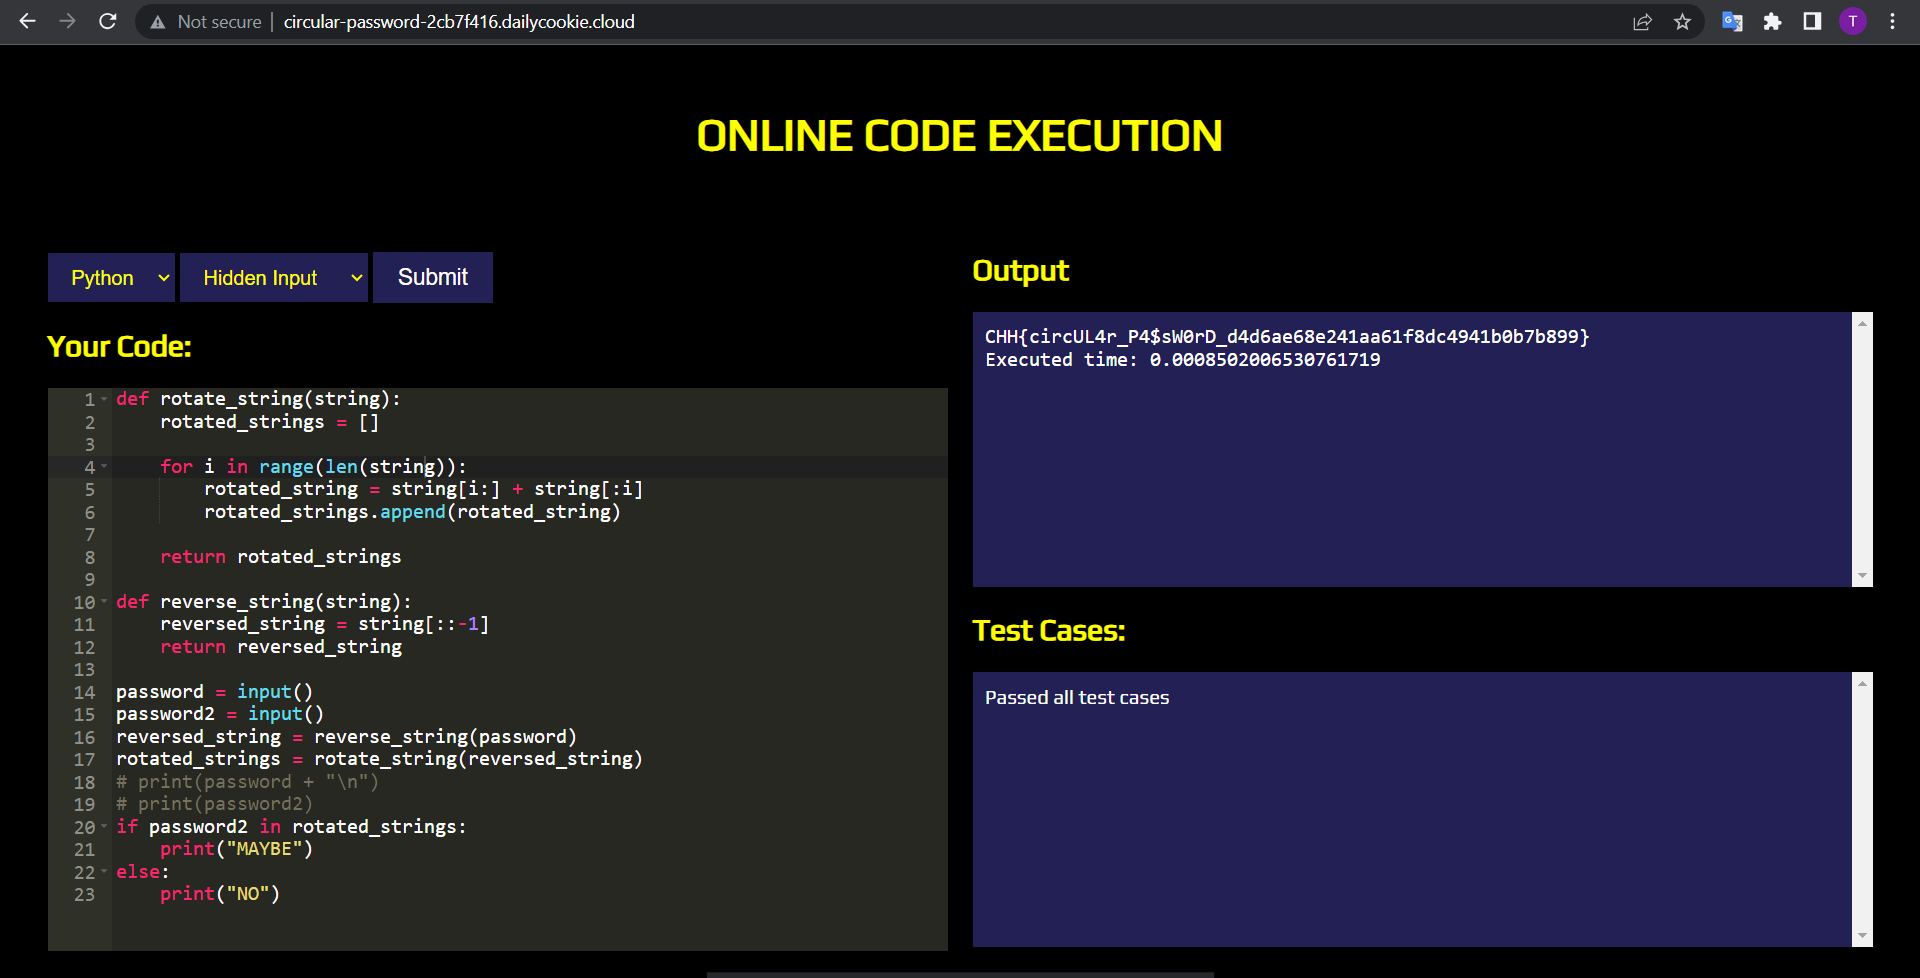 Not secure | circular-password-2cb7f416.dailycookie.cloud
T
ONLINE CODE EXECUTION
Python
Hidden Input
Submit
Your Code:
1 def rotate_string(string):
2     rotated_strings = []
3
4     for i in range(len(string)):
5         rotated_string = string[i:] + string[:i]
6         rotated_strings.append(rotated_string)
7
8     return rotated_strings
9
10 def reverse_string(string):
11     reversed_string = string[::-1]
12     return reversed_string
13
14 password = input()
15 password2 = input()
16 reversed_string = reverse_string(password)
17 rotated_strings = rotate_string(reversed_string)
18 # print(password + "\n")
19 # print(password2)
20 if password2 in rotated_strings:
21     print("MAYBE")
22 else:
23     print("NO")
Output
CHH{circUL4r_P4$sW0rD_d4d6ae68e241aa61f8dc4941b0b7b899}
Executed time: 0.0008502006530761719
Test Cases:
Passed all test cases